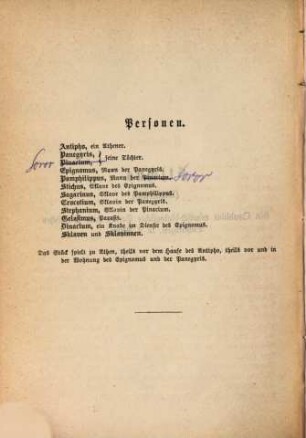 Personen.
Antipho, ein Athener.
Panegyris, } seine Töchter.
Soror Pinacium, }
Epignomus, Mann der Panegyris.
Pamphilippus, Mann der Pinacium. Soror
Stichus, Sklave des Epignomus.
Sagarinus, Sklave des Pamphilippus.
Crocotium, Sklavin der Panegyris.
Stephanium, Sklavin der Pinacium.
Gelasimus, Parasit.
Dinacium, ein Knabe im Dienste des Epignomus.
Sklaven und Sklavinnen.
Das Stück spielt zu Athen, theils vor dem Hause des Antipho, theils vor und in
der Wohnung des Epignomus und der Panegyris.